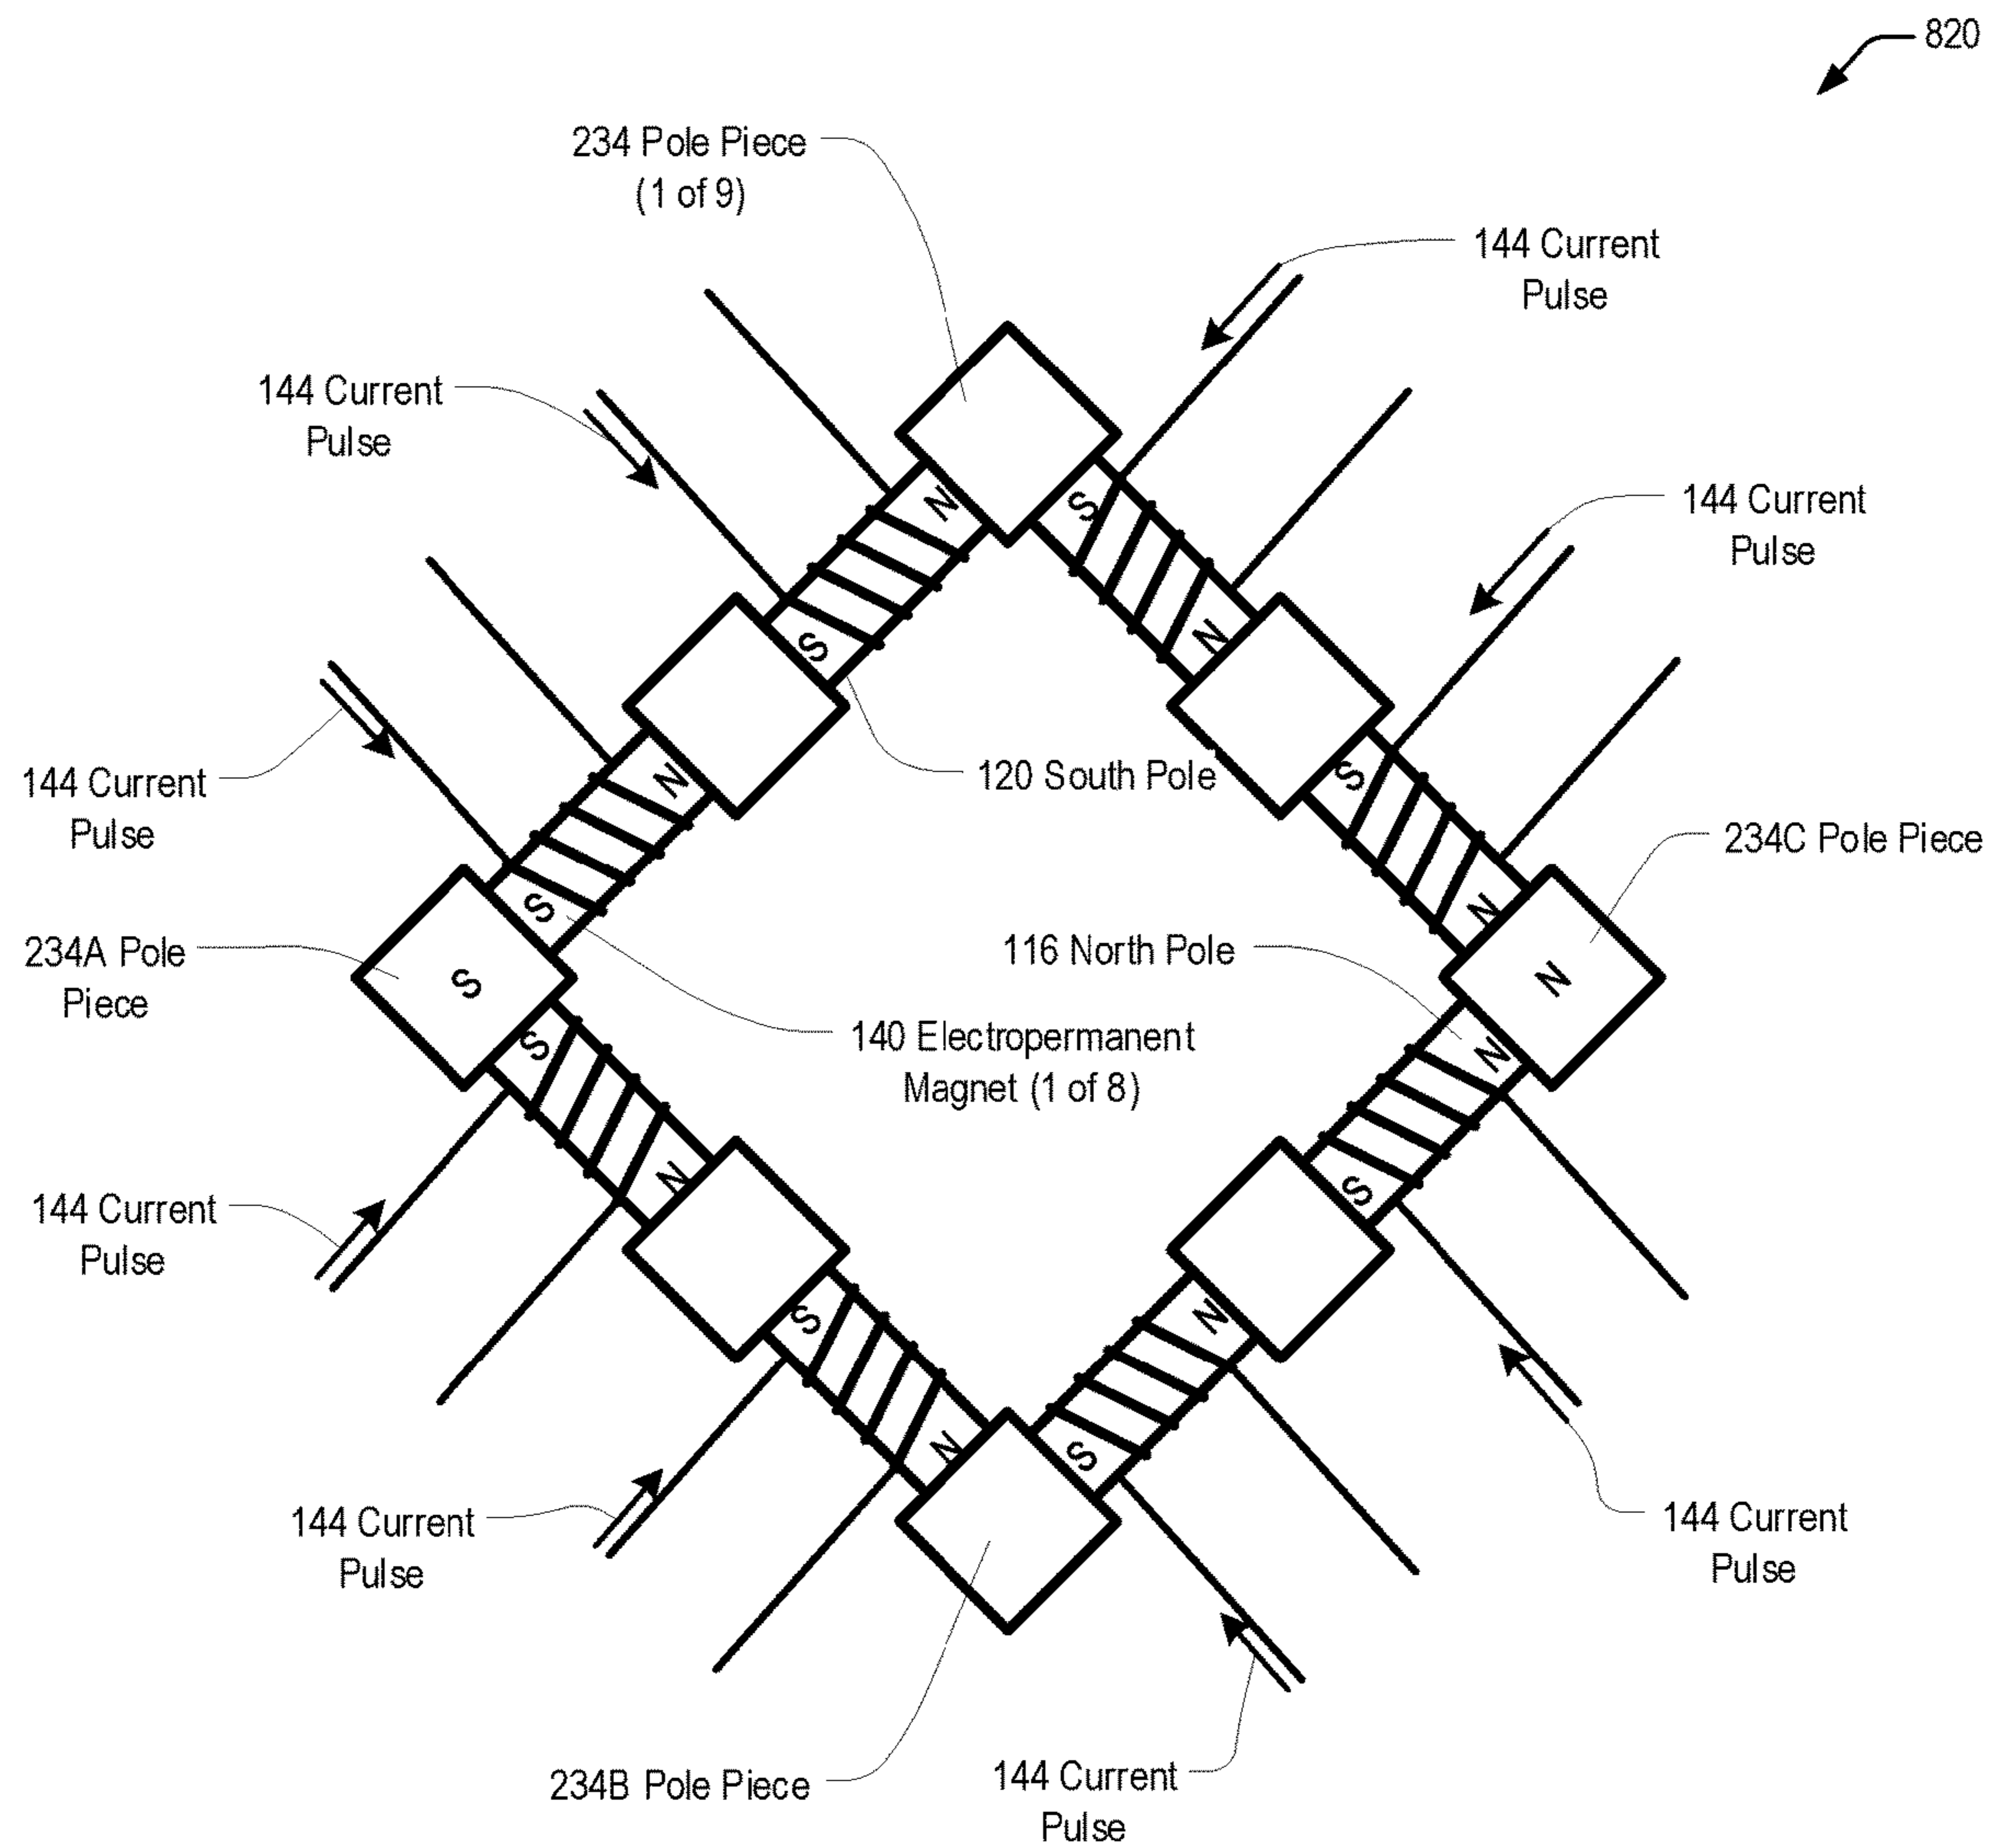 820
234 Pole Piece
(1 of 9)
144 Current
Pulse
144 Current
Pulse
144 Current
Pulse
N
S
S
N
120 South Pole
144 Current
Pulse
N
S
S
N
234C Pole Piece
234A Pole
Piece
S
116 North Pole
N
140 Electropermanent
Magnet (1 of 8)
S
N
N
S
144 Current
Pulse
S
N
N
S
144 Current
Pulse
144 Current
Pulse
234B Pole Piece
144 Current
Pulse